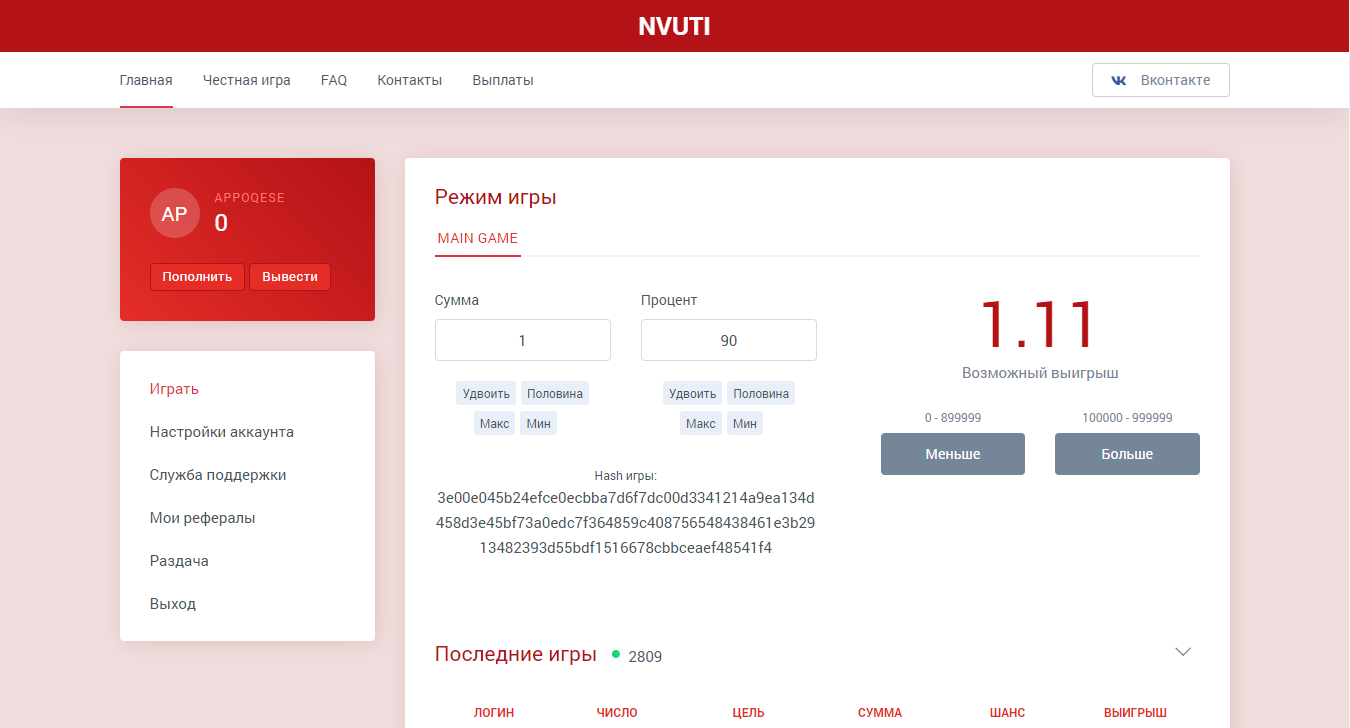 NVUTI
Главная Честная игра FAQ Контакты Выплаты Вконтакте
AP
APPOQESE
0
Пополнить Вывести
Играть
Настройки аккаунта
Служба поддержки
Мои рефералы
Раздача
Выход
Режим игры
MAIN GAME
Сумма Процент
1 90
Удвоить Половина Удвоить Половина
Макс Мин Макс Мин
1.11
Возможный выигрыш
0 - 899999 100000 - 999999
Меньше Больше
Hash игры:
3e00e045b24efce0ecbba7d6f7dc00d3341214a9ea134d
458d3e45bf73a0edc7f364859c408756548438461e3b29
13482393d55bdf1516678cbbceaef48541f4
Последние игры 2809
ЛОГИН ЧИСЛО ЦЕЛЬ СУММА ШАНС ВЫИГРЫШ